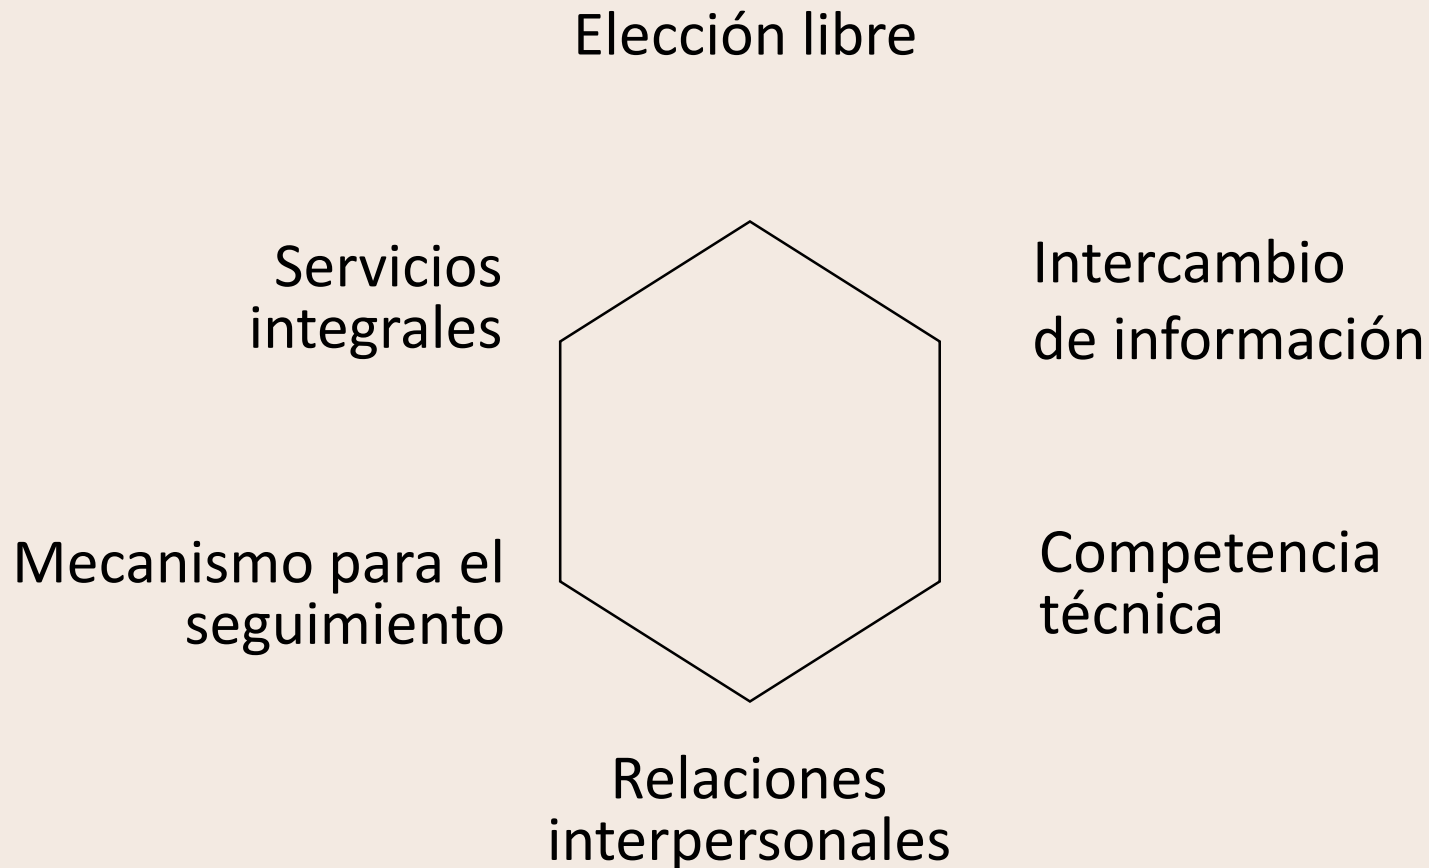 Elección libre
Servicios
integrales
Intercambio
de información
Mecanismo para el
seguimiento
Competencia
técnica
Relaciones
interpersonales